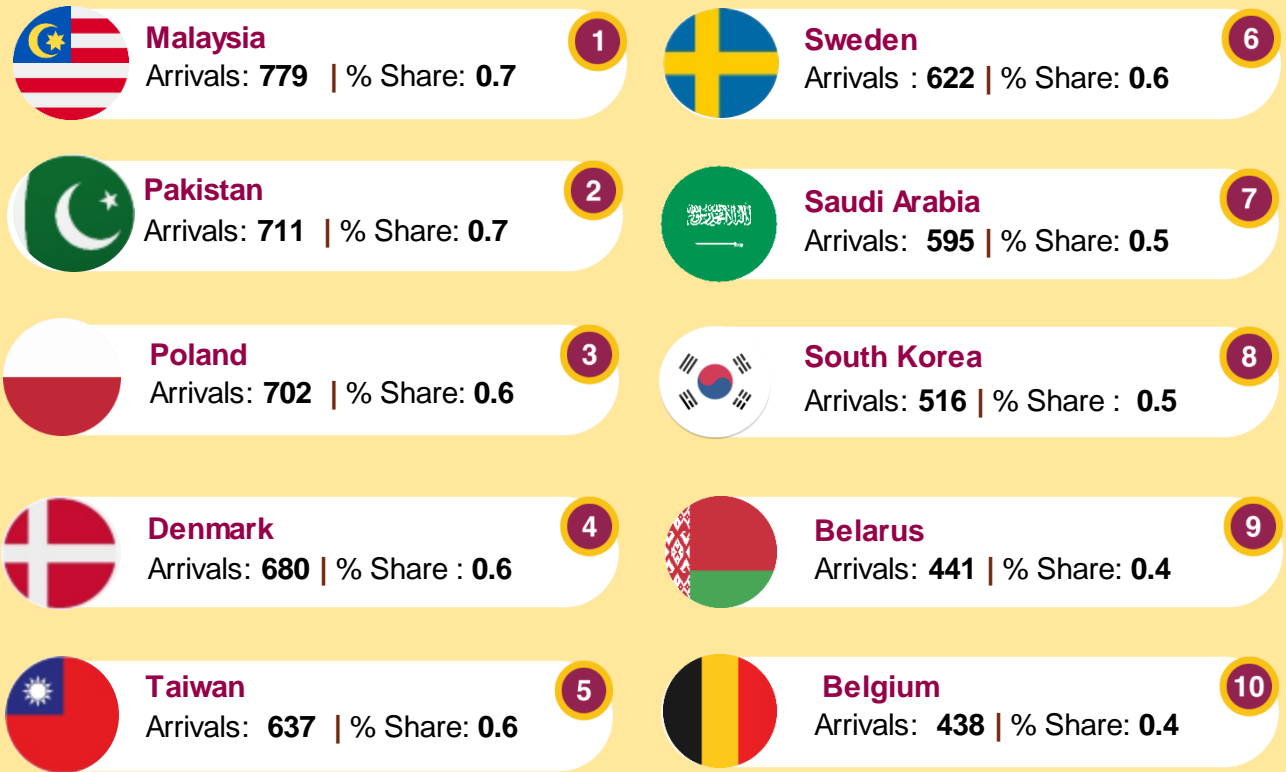 Malaysia
Arrivals: 779 | % Share: 0.7
1
Pakistan
Arrivals: 711 | % Share: 0.7
2
Poland
Arrivals: 702 | % Share: 0.6
3
Denmark
Arrivals: 680 | % Share : 0.6
4
Taiwan
Arrivals: 637 | % Share: 0.6
5
Sweden
Arrivals : 622 | % Share: 0.6
6
Saudi Arabia
Arrivals: 595 | % Share: 0.5
7
South Korea
Arrivals: 516 | % Share : 0.5
8
Belarus
Arrivals: 441 | % Share: 0.4
9
Belgium
Arrivals: 438 | % Share: 0.4
10